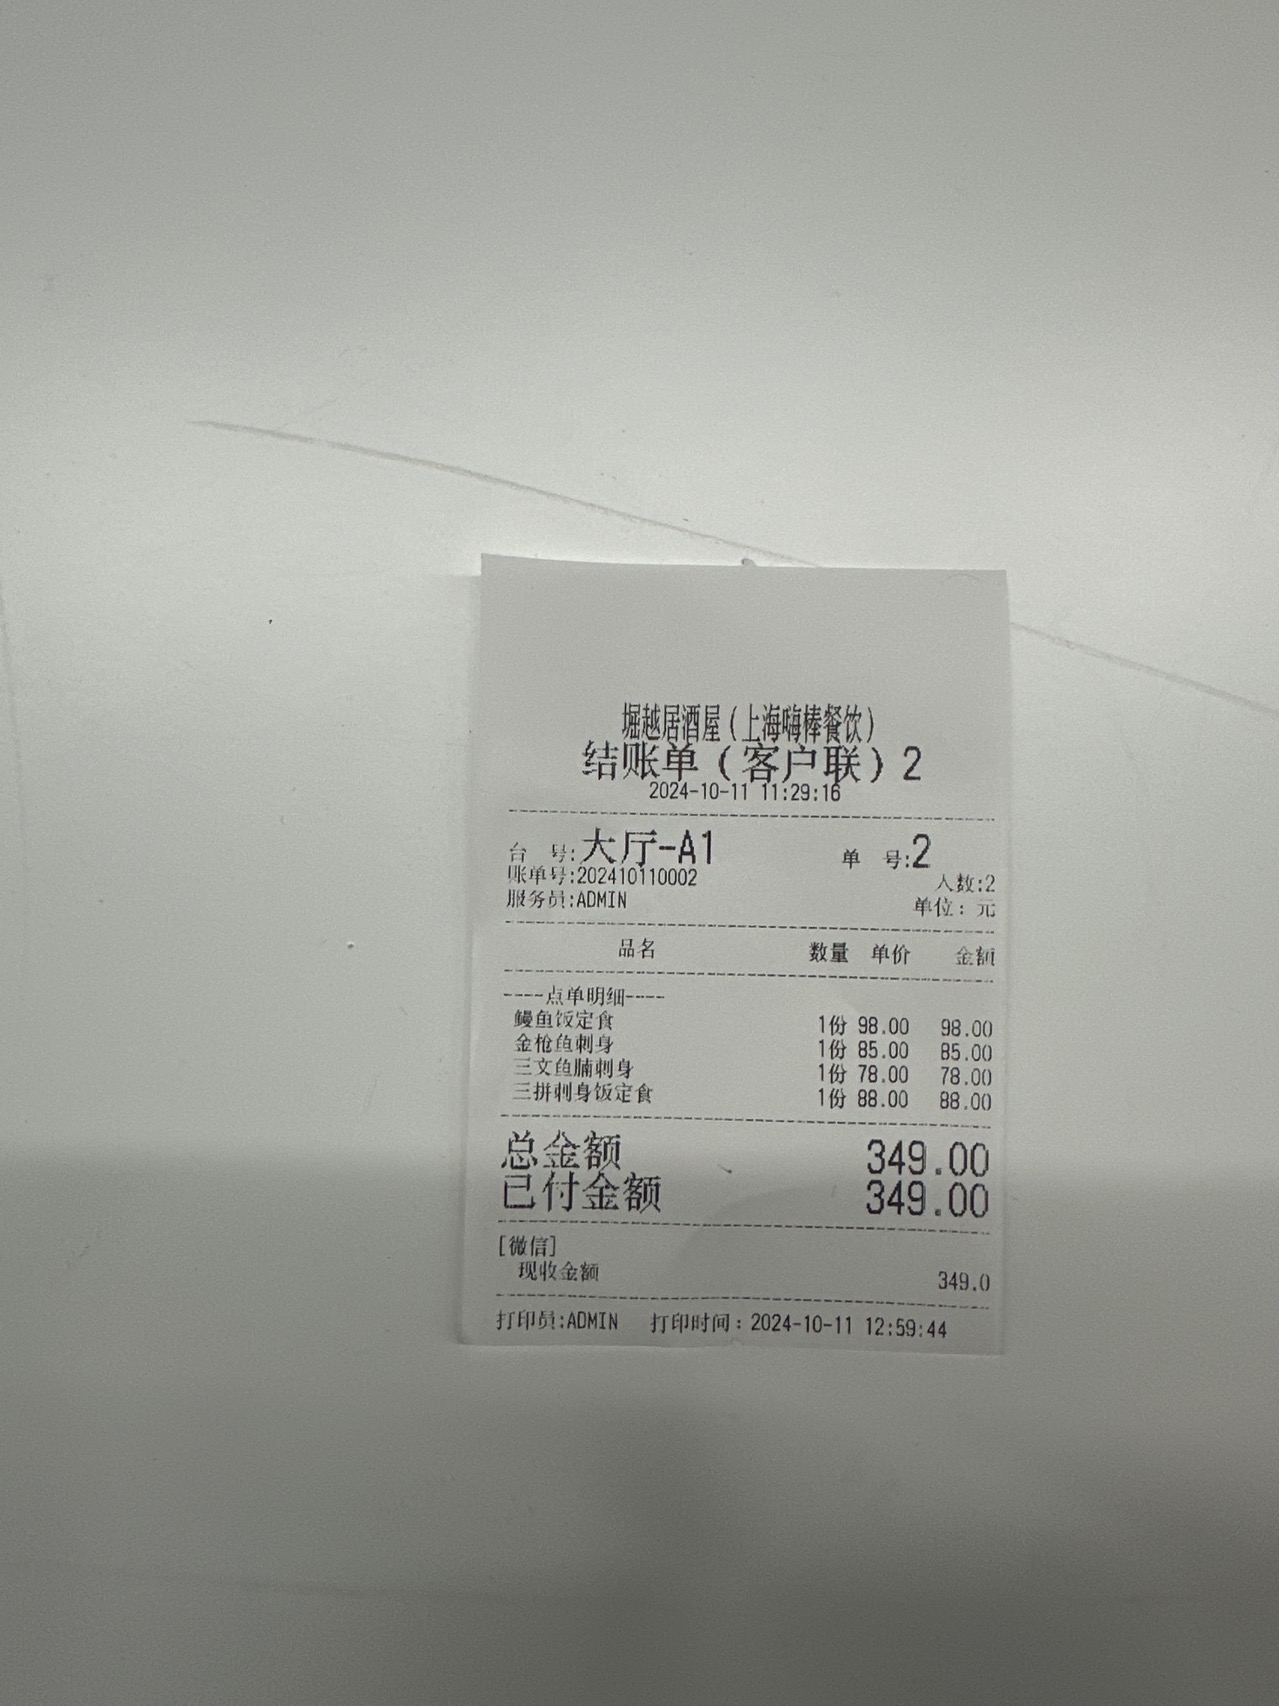 堀越居酒屋(上海嗨棒餐饮)
结账单(客户联)2
2024-10-11 11:29:16
台 号:大厅-A1 单 号:2
账单号:202410110002 人数:2
服务员:ADMIN 单位: 元
品名 数量 单价 金额
----点单明细----
鳗鱼饭定食 1份 98.00 98.00
金枪鱼刺身 1份 85.00 85.00
三文鱼腩刺身 1份 78.00 78.00
三拼刺身饭定食 1份 88.00 88.00
总金额 349.00
已付金额 349.00
[微信]
现收金额 349.0
打印员:ADMIN 打印时间:2024-10-11 12:59:44